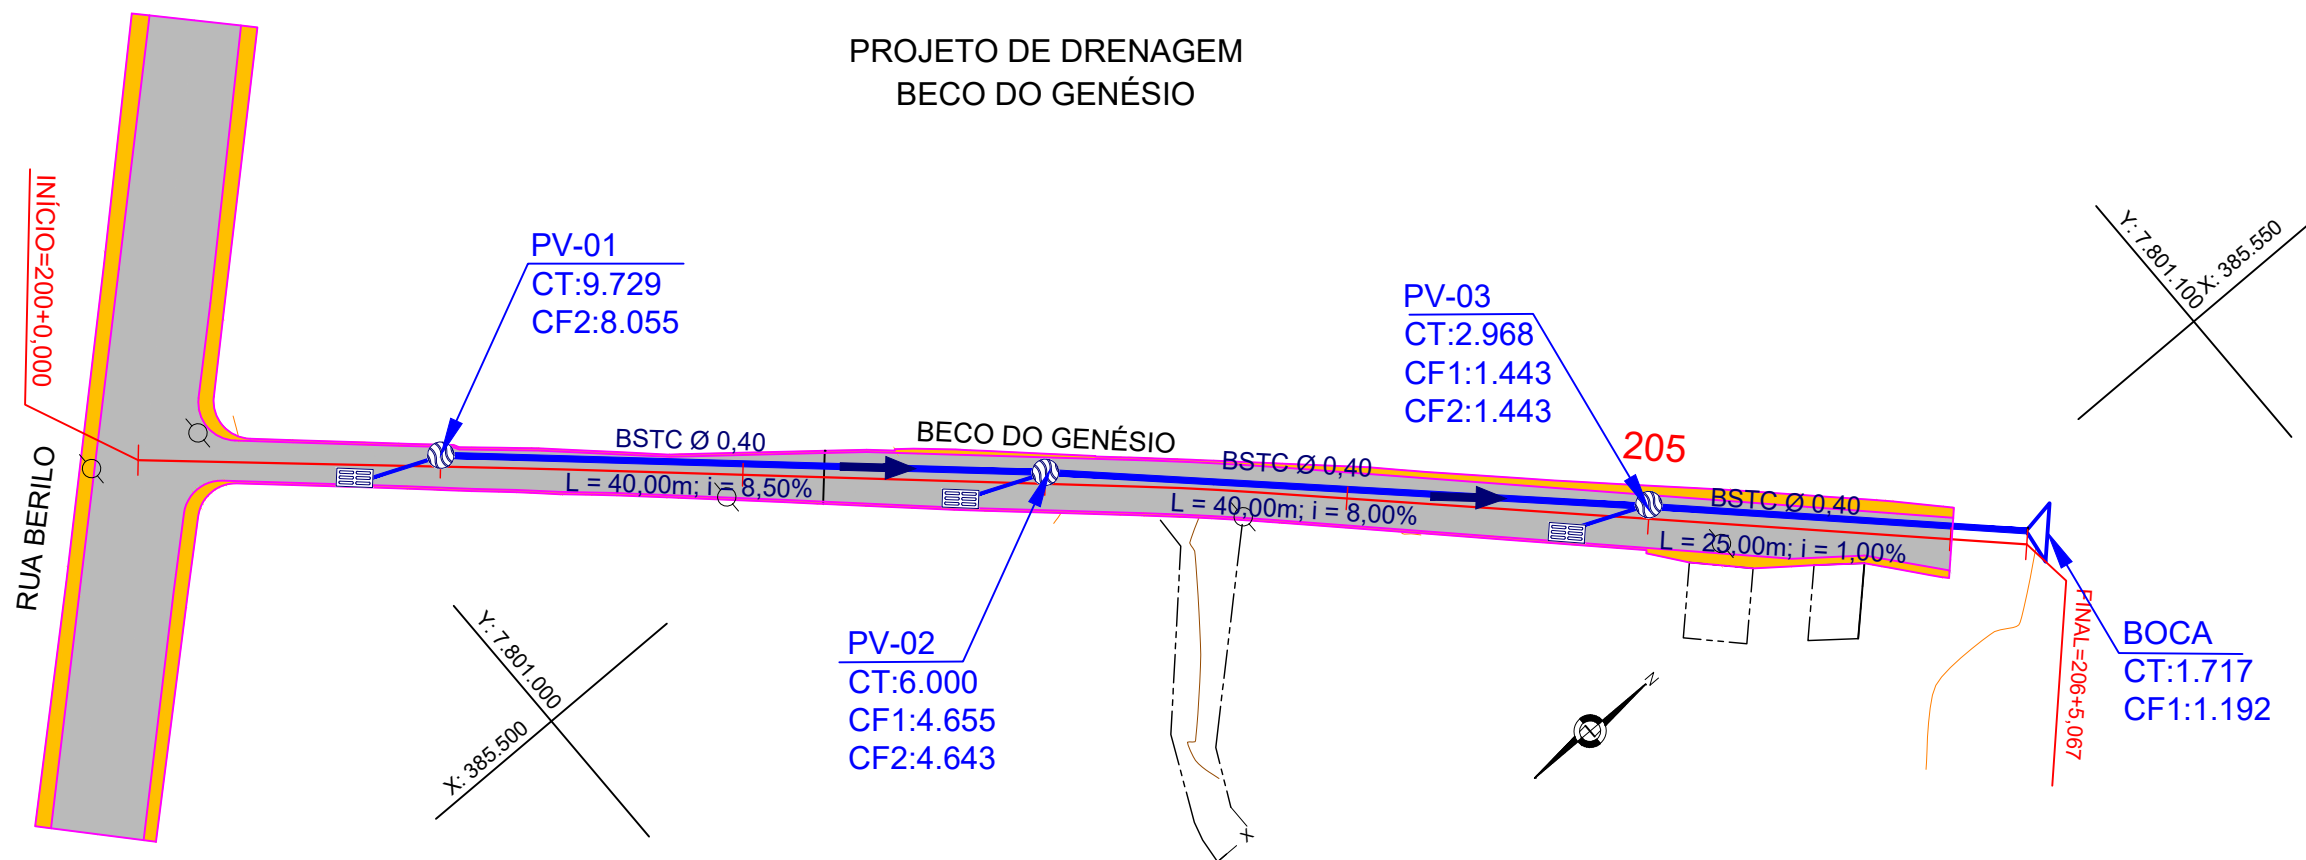 PROJETO DE DRENAGEM
BECO DO GENÉSIO
INÍCIO=200+0,000
RUA BERILO
PV-01
CT:9.729
CF2:8.055
BSTC Ø 0,40
L = 40,00m; i = 8,50%
BECO DO GENÉSIO
PV-02
CT:6.000
CF1:4.655
CF2:4.643
BSTC Ø 0,40
L = 40,00m; i = 8,00%
PV-03
CT:2.968
CF1:1.443
CF2:1.443
205
BSTC Ø 0,40
L = 25,00m; i = 1,00%
BOCA
CT:1.717
CF1:1.192
FINAL=206+5,067
Y: 7.801.100
X: 385.550
Y: 7.801.000
X: 385.500
N